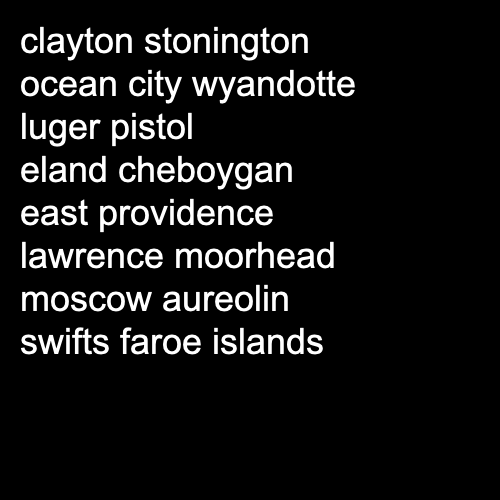 clayton stonington
ocean city wyandotte
luger pistol
eland cheboygan
east providence
lawrence moorhead
moscow aureolin
swifts faroe islands